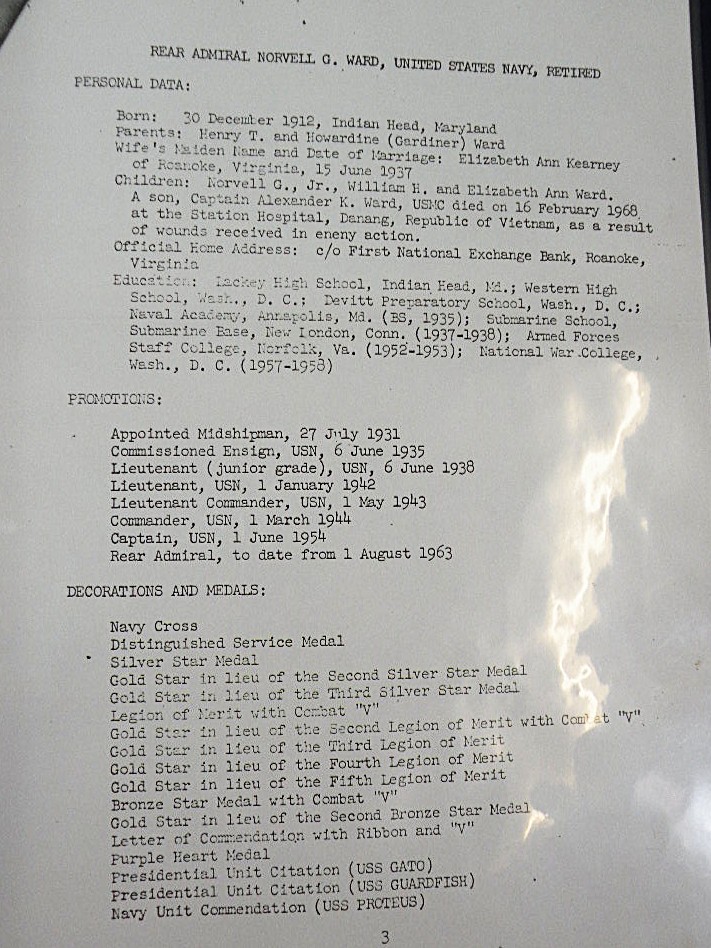 REAR ADMIRAL NORVELL G. WARD, UNITED STATES NAVY, RETIRED
PERSONAL DATA:
Born: 30 December 1912, Indian Head, Maryland
Parents: Henry T. and Howardine (Gardiner) Ward
Wife's Maiden Name and Date of Marriage: Elizabeth Ann Kearney
of Roanoke, Virginia, 15 June 1937
Children: Norvell G., Jr., William H. and Elizabeth Ann Ward.
A son, Captain Alexander K. Ward, USMC died on 16 February 1968
at the Station Hospital, Danang, Republic of Vietnam, as a result
of wounds received in eneny action.
Official Home Address: c/o First National Exchange Bank, Roanoke,
Virginia
Education: Lackey High School, Indian Head, Md.; Western High
School, Wash., D. C.; Devitt Preparatory School, Wash., D. C.;
Naval Academy, Annapolis, Md. (BS, 1935); Submarine School,
Submarine Base, New London, Conn. (1937-1938); Armed Forces
Staff College, Norfolk, Va. (1952-1953); National War College,
Wash., D. C. (1957-1958)
PROMOTIONS:
Appointed Midshipman, 27 July 1931
Commissioned Ensign, USN, 6 June 1935
Lieutenant (junior grade), USN, 6 June 1938
Lieutenant, USN, 1 January 1942
Lieutenant Commander, USN, 1 May 1943
Commander, USN, 1 March 1944
Captain, USN, 1 June 1954
Rear Admiral, to date from 1 August 1963
DECORATIONS AND MEDALS:
Navy Cross
Distinguished Service Medal
Silver Star Medal
Gold Star in lieu of the Second Silver Star Medal
Gold Star in lieu of the Third Silver Star Medal
Legion of Merit with Combat "V"
Gold Star in lieu of the Second Legion of Merit with Combat "V"
Gold Star in lieu of the Third Legion of Merit
Gold Star in lieu of the Fourth Legion of Merit
Gold Star in lieu of the Fifth Legion of Merit
Bronze Star Medal with Combat "V"
Gold Star in lieu of the Second Bronze Star Medal
Letter of Commendation with Ribbon and "V"
Purple Heart Medal
Presidential Unit Citation (USS GATO)
Presidential Unit Citation (USS GUARDFISH)
Navy Unit Commendation (USS PROTEUS)
3